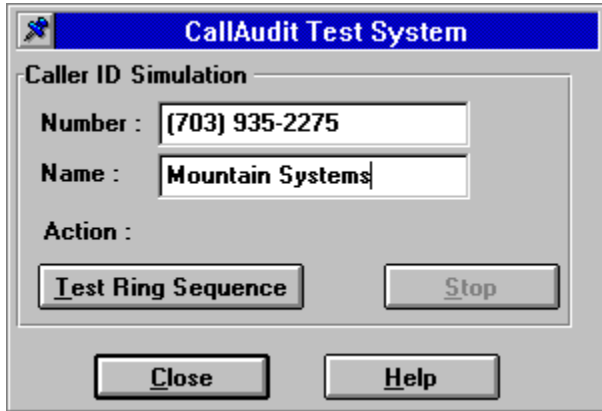 CallAudit Test System
Caller ID Simulation
Number : (703) 935-2275
Name : Mountain Systems
Action :
Test Ring Sequence Stop
Close Help